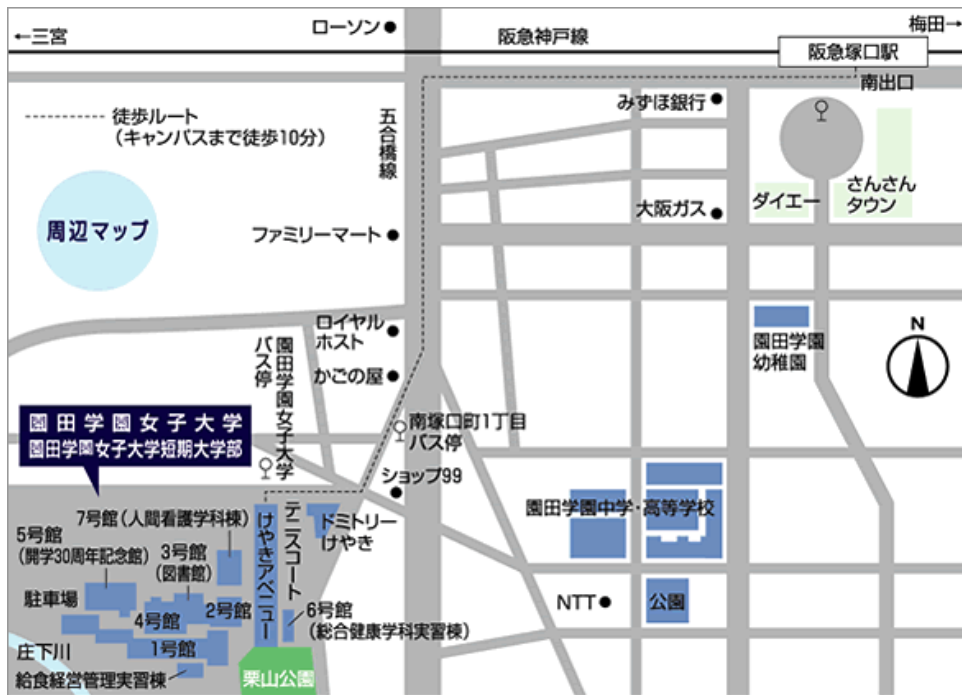 ←三宮
ローソン
阪急神戸線
梅田→
阪急塚口駅
南出口
みずほ銀行
徒歩ルート
(キャンパスまで徒歩10分)
五合橋線
周辺マップ
ファミリーマート
大阪ガス
ダイエー
さんさん
タウン
ロイヤル
ホスト
園田学園女子大学
バス停
かごの屋
園田学園
幼稚園
N
園田学園女子大学
園田学園女子大学短期大学部
南塚口町1丁目
バス停
ショップ99
園田学園中学・高等学校
7号館(人間看護学科棟)
5号館
(開学30周年記念館)
3号館
(図書館)
けやきアベニュー
テニスコート
ドミトリー
けやき
駐車場
4号館
2号館
1号館
6号館
(総合健康学科実習棟)
NTT
公園
庄下川
給食経営管理実習棟
栗山公園